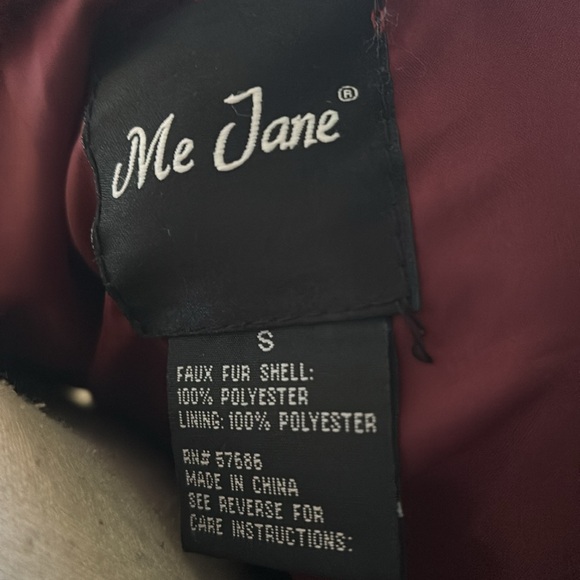 Me Jane®
S
FAUX FUR SHELL:
100% POLYESTER
LINING: 100% POLYESTER
RN# 57686
MADE IN CHINA
SEE REVERSE FOR
CARE INSTRUCTIONS: